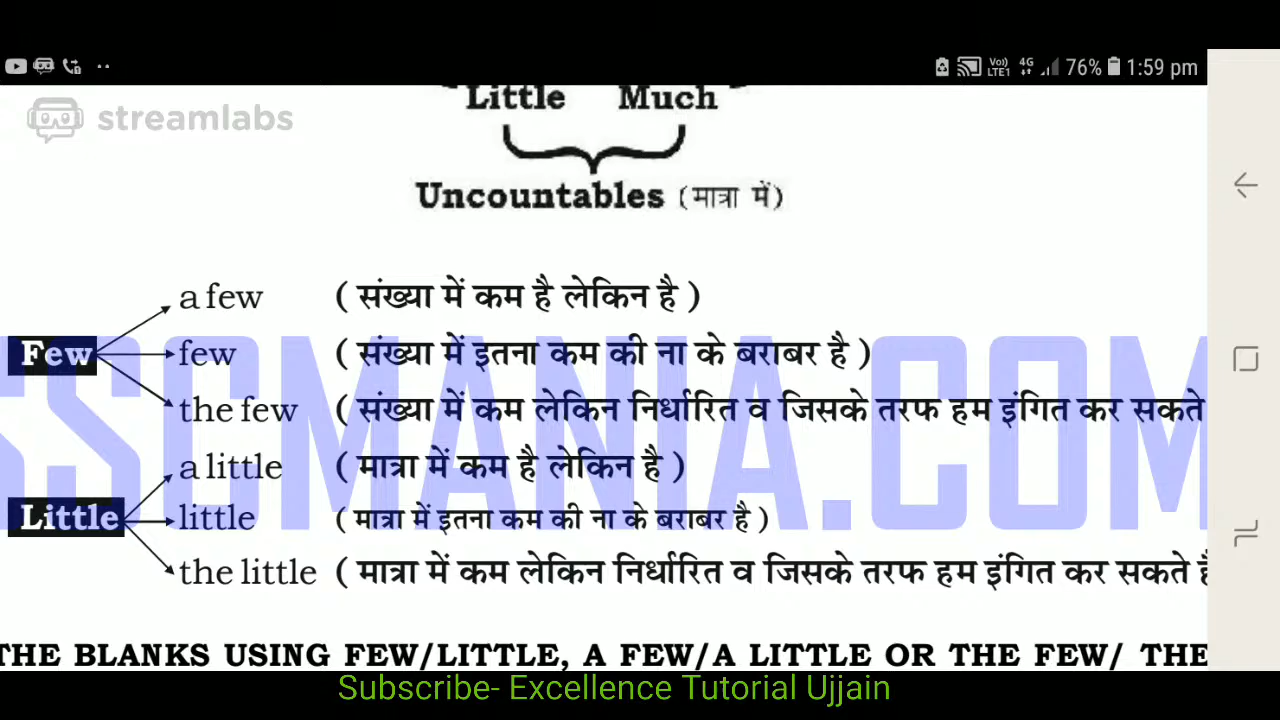 76% 1:59 pm
streamlabs
Little Much
Uncountables (मात्रा में)
a few ( संख्या में कम है लेकिन है )
Few few ( संख्या में इतना कम की ना के बराबर है )
the few ( संख्या में कम लेकिन निर्धारित व जिसके तरफ हम इंगित कर सकते
a little ( मात्रा में कम है लेकिन है )
Little little ( मात्रा में इतना कम की ना के बराबर है )
the little ( मात्रा में कम लेकिन निर्धारित व जिसके तरफ हम इंगित कर सकते
SSCMANIA.COM
THE BLANKS USING FEW/LITTLE, A FEW/A LITTLE OR THE FEW/ THE
Subscribe- Excellence Tutorial Ujjain